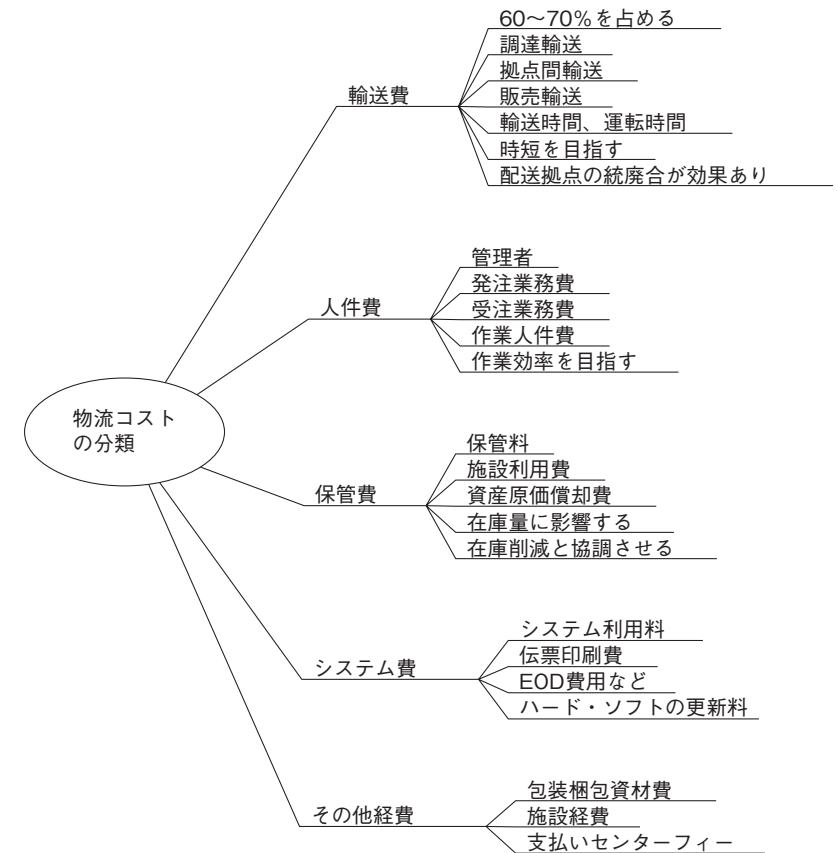 物流コスト
の分類
輸送費
60～70％を占める
調達輸送
拠点間輸送
販売輸送
輸送時間、運転時間
時短を目指す
配送拠点の統廃合が効果あり
人件費
管理者
発注業務費
受注業務費
作業人件費
作業効率を目指す
保管費
保管料
施設利用費
資産原価償却費
在庫量に影響する
在庫削減と協調させる
システム費
システム利用料
伝票印刷費
EOD費用など
ハード・ソフトの更新料
その他経費
包装梱包資材費
施設経費
支払いセンターフィー